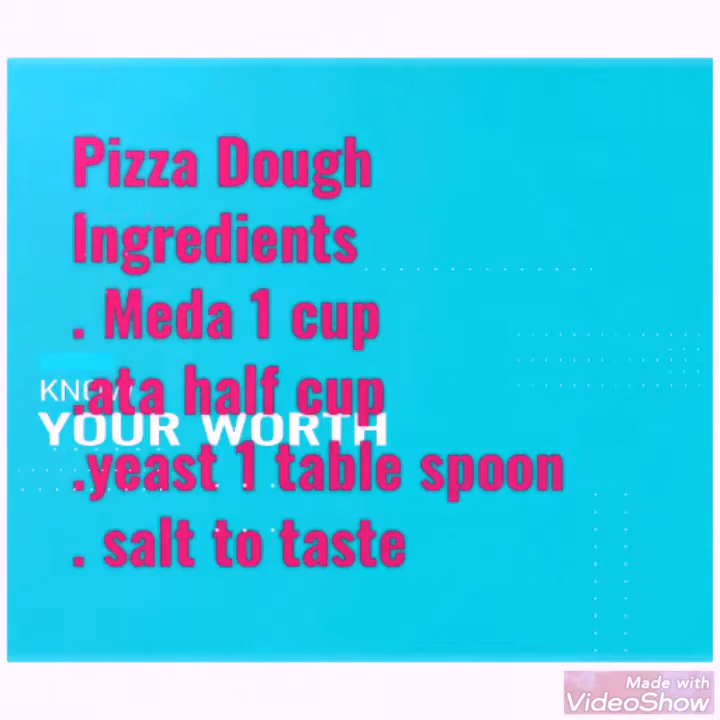 Pizza Dough
Ingredients
. Meda 1 cup
KNOW
.ata half cup
YOUR WORTH
.yeast 1 table spoon
. salt to taste
Made with
VideoShow